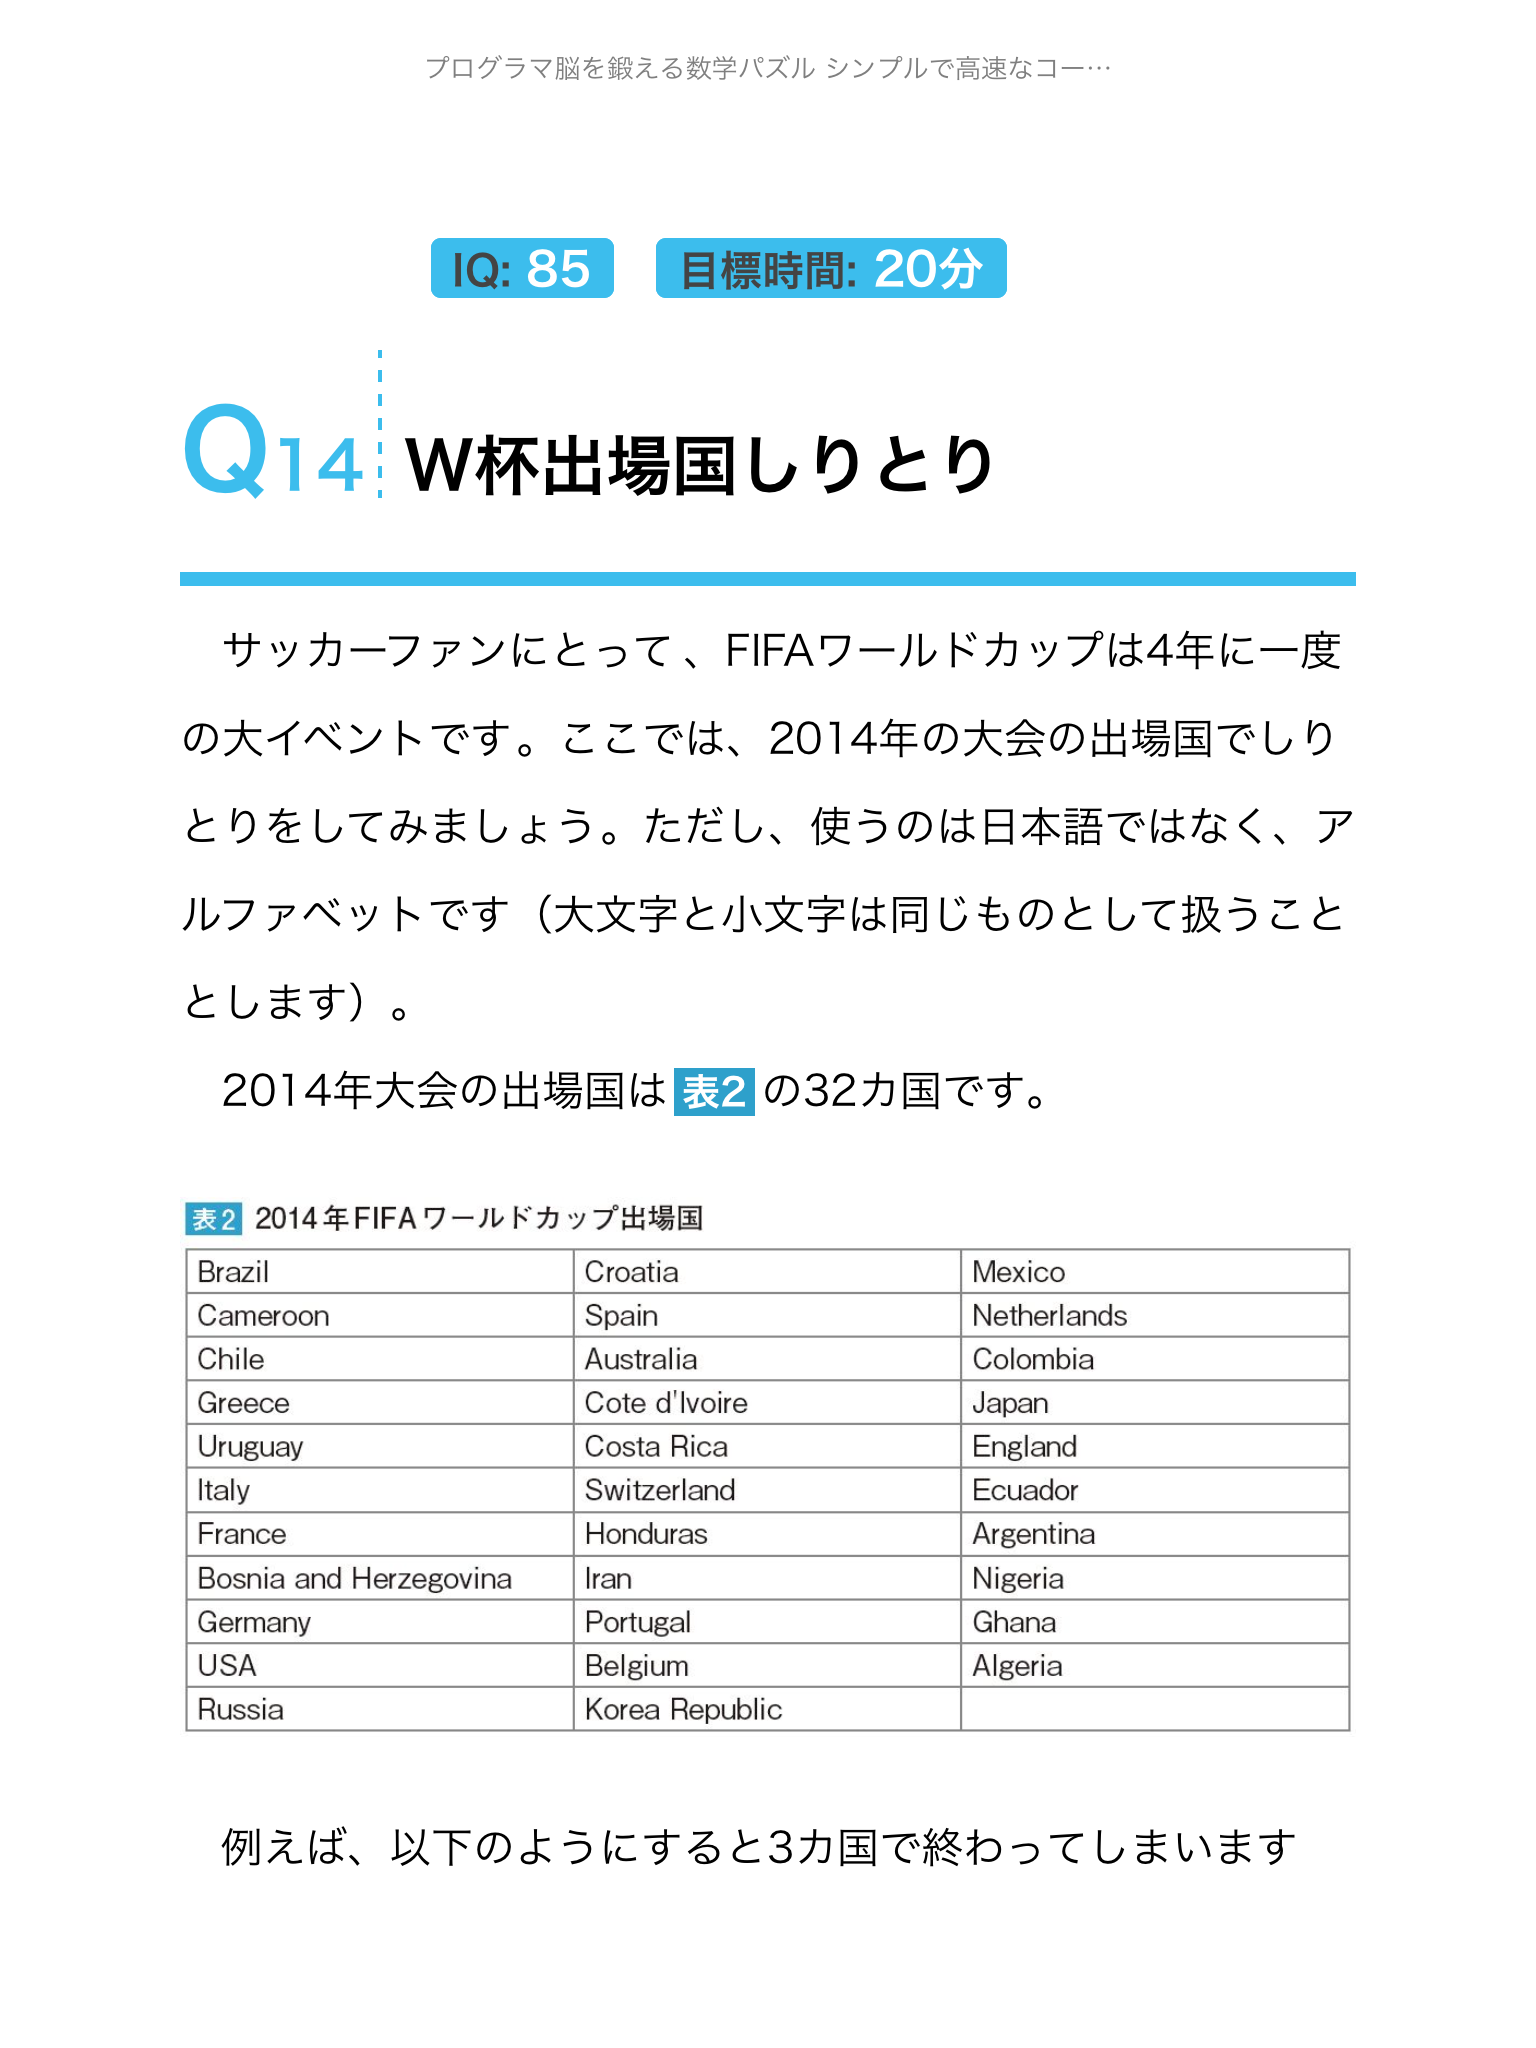 プログラマ脳を鍛える数学パズル シンプルで高速なコー…
IQ: 85 目標時間: 20分
Q14 W杯出場国しりとり
サッカーファンにとって、FIFAワールドカップは4年に一度
の大イベントです。ここでは、2014年の大会の出場国でしり
とりをしてみましょう。ただし、使うのは日本語ではなく、ア
ルファベットです（大文字と小文字は同じものとして扱うこと
とします）。
2014年大会の出場国は 表2 の32カ国です。
表2 2014年FIFAワールドカップ出場国
Brazil Croatia Mexico
Cameroon Spain Netherlands
Chile Australia Colombia
Greece Cote d'Ivoire Japan
Uruguay Costa Rica England
Italy Switzerland Ecuador
France Honduras Argentina
Bosnia and Herzegovina Iran Nigeria
Germany Portugal Ghana
USA Belgium Algeria
Russia Korea Republic
例えば、以下のようにすると3カ国で終わってしまいます